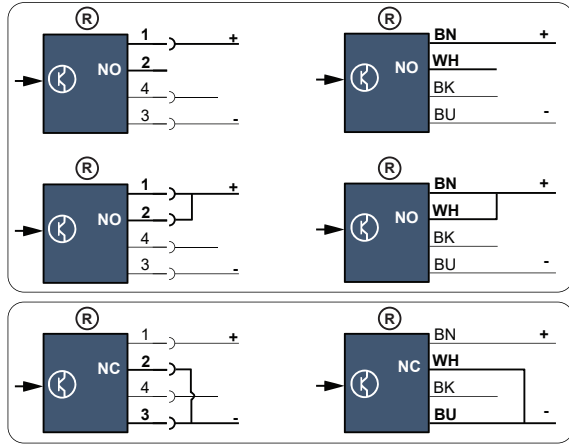 R R
1 + BN +
NO 2 NO WH
4 BK
3 - BU -
R R
1 + BN +
NO 2 NO WH
4 BK
3 - BU -
R R
1 + BN +
NC 2 NC WH
4 BK
3 - BU -